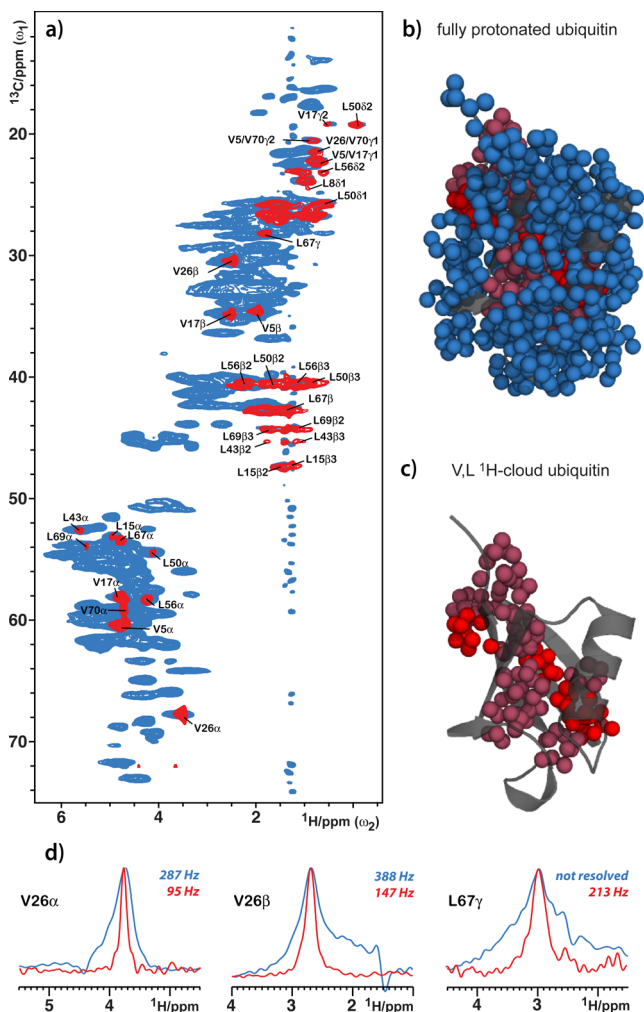 a)
13C/ppm (ω1)
20
30
40
50
60
70
6
4
2
1H/ppm (ω2)
V17γ2
L50δ2
V5/V70γ2
V26/V70γ1
V5/V17γ1
L56δ2
L8δ1
L50δ1
L67γ
V26β
V17β
V5β
L50β2
L56β2
L56β3
L50β3
L67β
L69β2
L69β3
L43β3
L43β2
L15β3
L15β2
L43α
L15α
L69α
L67α
L50α
V17α
L56α
V70α
V5α
V26α
b)
fully protonated ubiquitin
c)
V,L 1H-cloud ubiquitin
d)
V26α
287 Hz
95 Hz
5
4
1H/ppm
V26β
388 Hz
147 Hz
4
3
2
1H/ppm
L67γ
not resolved
213 Hz
4
3
1H/ppm